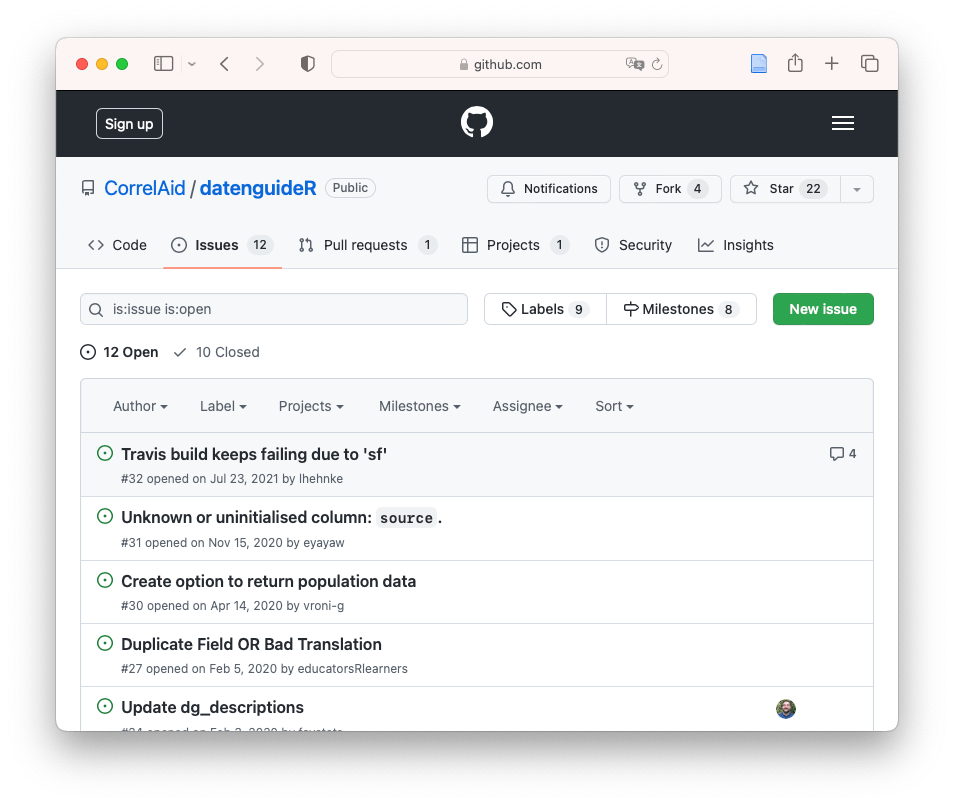 github.com
Sign up
CorrelAid / datenguideR Public
Notifications Fork 4 Star 22
Code Issues 12 Pull requests 1 Projects 1 Security Insights
is:issue is:open Labels 9 Milestones 8 New issue
12 Open 10 Closed
Author Label Projects Milestones Assignee Sort
Travis build keeps failing due to 'sf' 4
#32 opened on Jul 23, 2021 by lhehnke
Unknown or uninitialised column: source.
#31 opened on Nov 15, 2020 by eyayaw
Create option to return population data
#30 opened on Apr 14, 2020 by vroni-g
Duplicate Field OR Bad Translation
#27 opened on Feb 5, 2020 by educatorsRlearners
Update dg_descriptions